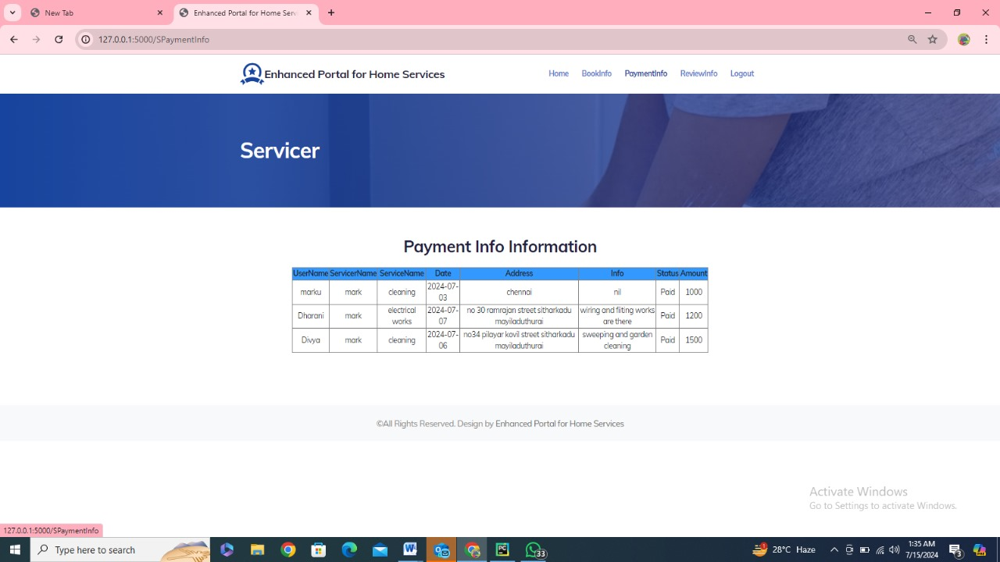 New Tab
Enhanced Portal for Home Serv
127.0.0.1:5000/SPaymentInfo
Enhanced Portal for Home Services
Home BookInfo PaymentInfo ReviewInfo Logout
Servicer
Payment Info Information
UserName ServicerName ServiceName Date Address Info Status Amount
marku mark cleaning 2024-07-03 chennai nil Paid 1000
Dharani mark electrical works 2024-07-07 no 30 ramrajan street sitharkadu mayiladuthurai wiring and fiiting works are there Paid 1200
Divya mark cleaning 2024-07-06 no34 pilayar kovil street sitharkadu mayiladuthurai sweeping and garden cleaning Paid 1500
©All Rights Reserved. Design by Enhanced Portal for Home Services
Activate Windows
Go to Settings to activate Windows.
127.0.0.1:5000/SPaymentInfo
Type here to search
33
28°C Haze
1:35 AM
7/15/2024
3